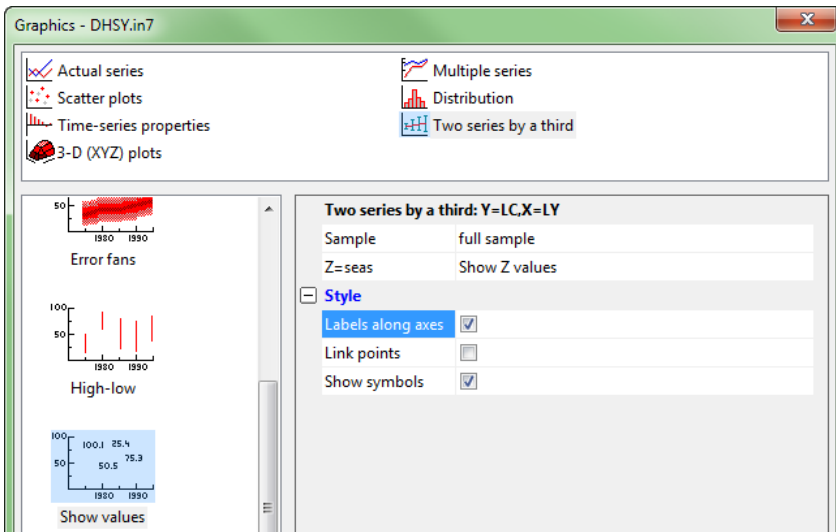 Graphics - DHSY.in7
Actual series
Multiple series
Scatter plots
Distribution
Time-series properties
Two series by a third
3-D (XYZ) plots
50
1980 1990
Error fans
100
50
1980 1990
High-low
100
100.1 25.4
50
50.5 75.3
1980 1990
Show values
Two series by a third: Y=LC,X=LY
Sample full sample
Z=seas Show Z values
Style
Labels along axes
Link points
Show symbols